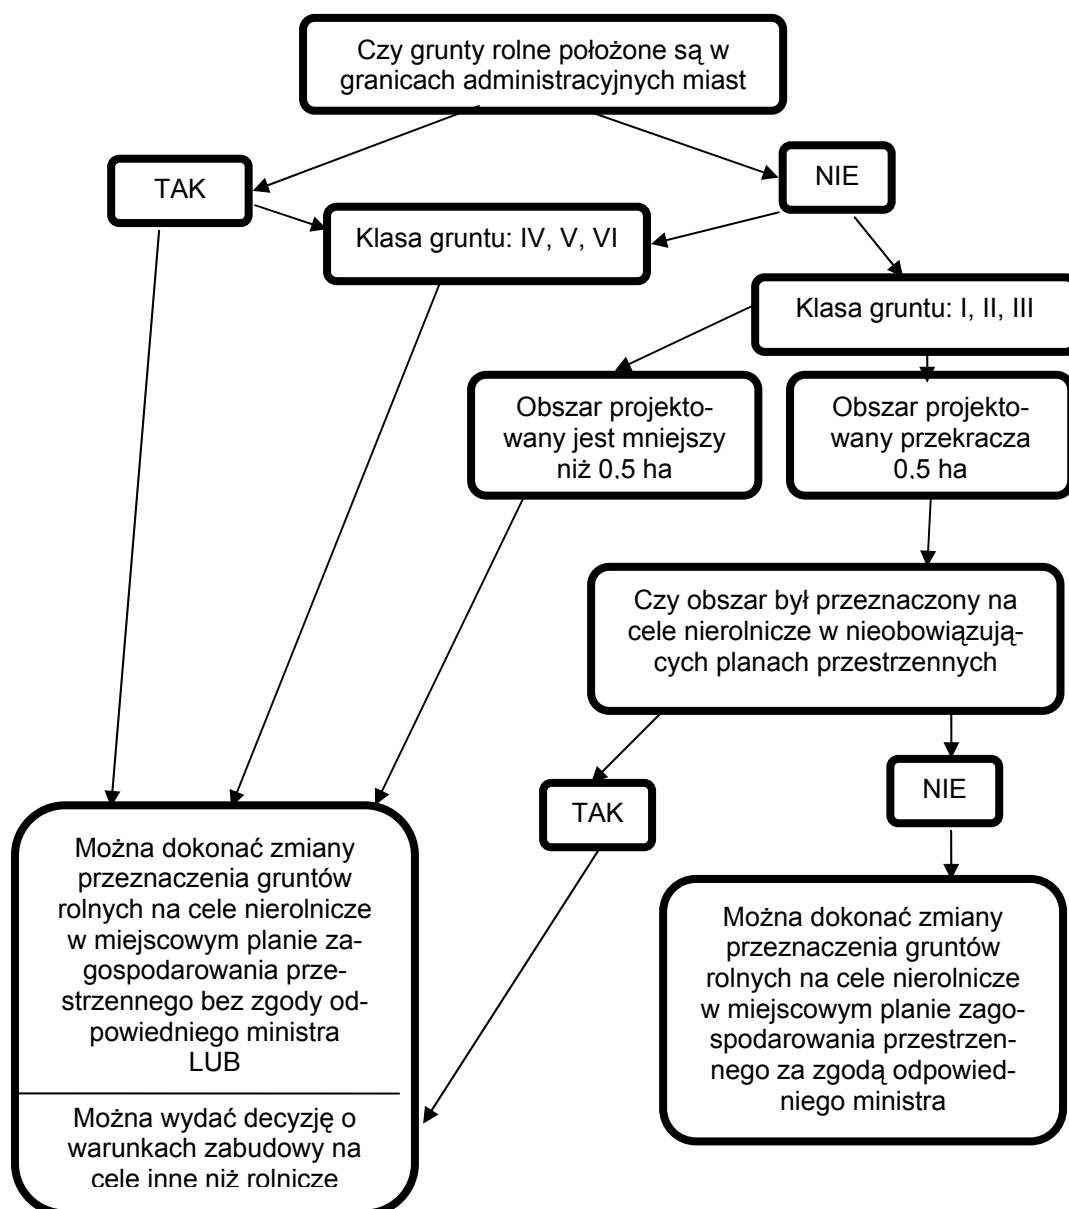 Czy grunty rolne położone są w
granicach administracyjnych miast
TAK
NIE
Klasa gruntu: IV, V, VI
Klasa gruntu: I, II, III
Obszar projekto-
wany jest mniejszy
niż 0,5 ha
Obszar projekto-
wany przekracza
0,5 ha
Czy obszar był przeznaczony na
cele nierolnicze w nieobowiązują-
cych planach przestrzennych
TAK
NIE
Można dokonać zmiany
przeznaczenia gruntów
rolnych na cele nierolnicze
w miejscowym planie za-
gospodarowania prze-
strzennego bez zgody od-
powiedniego ministra
LUB
Można wydać decyzję o
warunkach zabudowy na
cele inne niż rolnicze
Można dokonać zmiany
przeznaczenia gruntów
rolnych na cele nierolnicze
w miejscowym planie zago-
spodarowania przestrzen-
nego za zgodą odpowied-
niego ministra